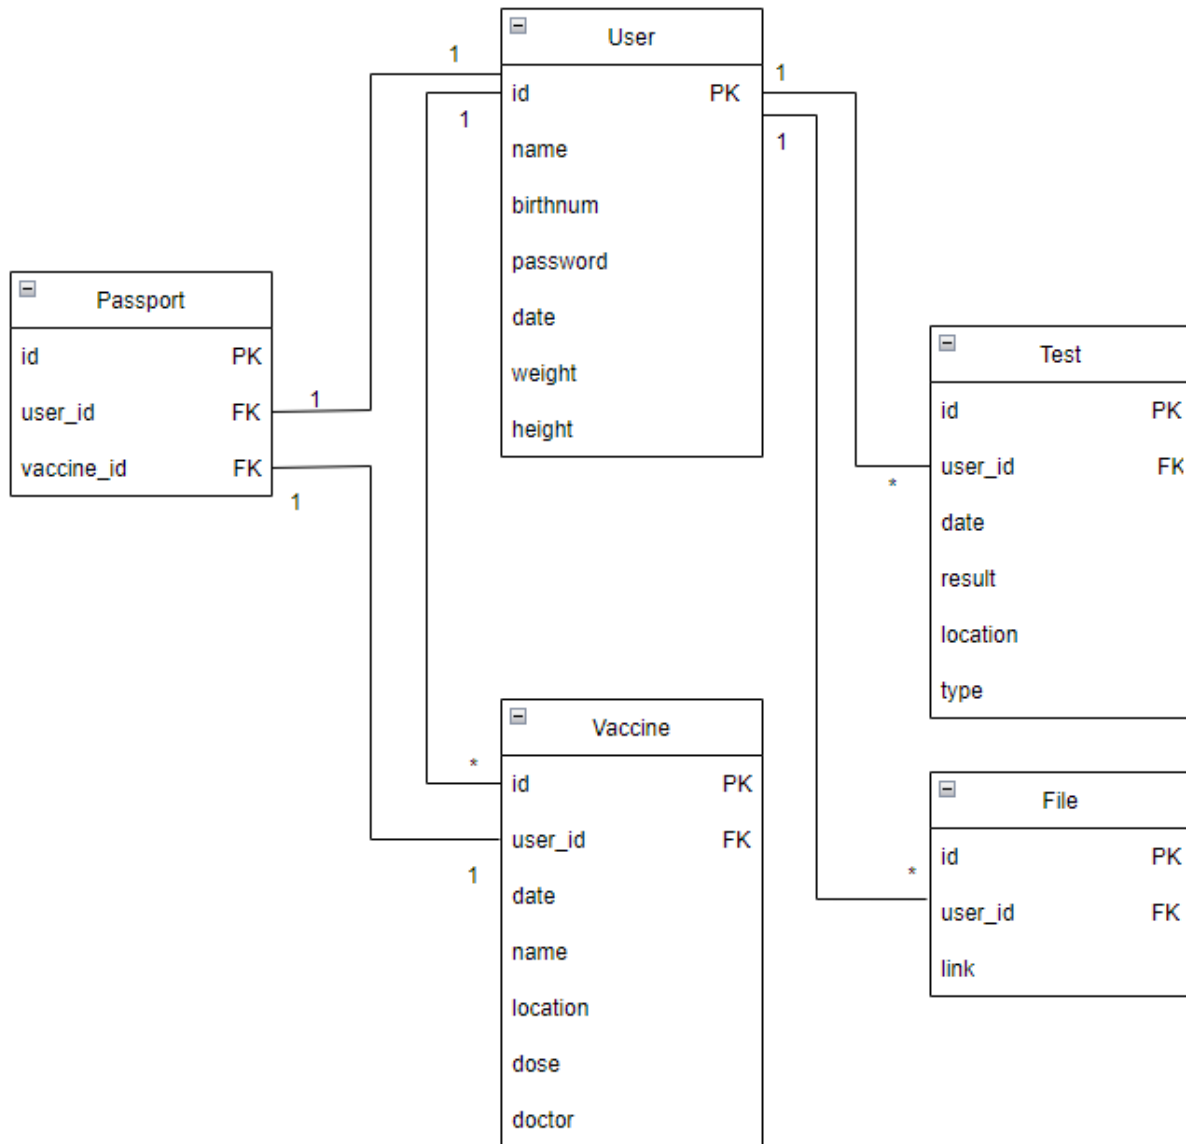 User
id PK
name
birthnum
password
date
weight
height
1
1
1
1
Passport
id PK
user_id FK
vaccine_id FK
1
1
Test
id PK
user_id FK
date
result
location
type
*
Vaccine
id PK
user_id FK
date
name
location
dose
doctor
*
1
File
id PK
user_id FK
link
*